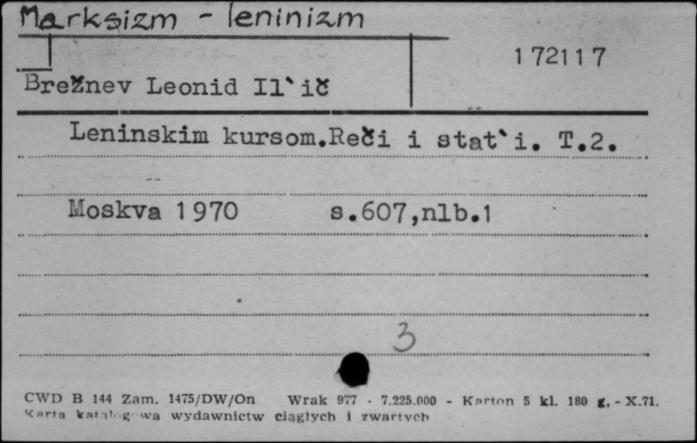 Marksizm - leninizm
172117
Brežnev Leonid Il`ič
Leninskim kursom.Reči i stat`i. T.2.
Moskva 1970 s.607,nlb.1
3
CWD B 144 Zam. 1475/DW/On Wrak 977 - 7.225.000 - Karton 5 kl. 180 g. - X.71.
Karta katalogowa wydawnictw ciągłych i zwartych